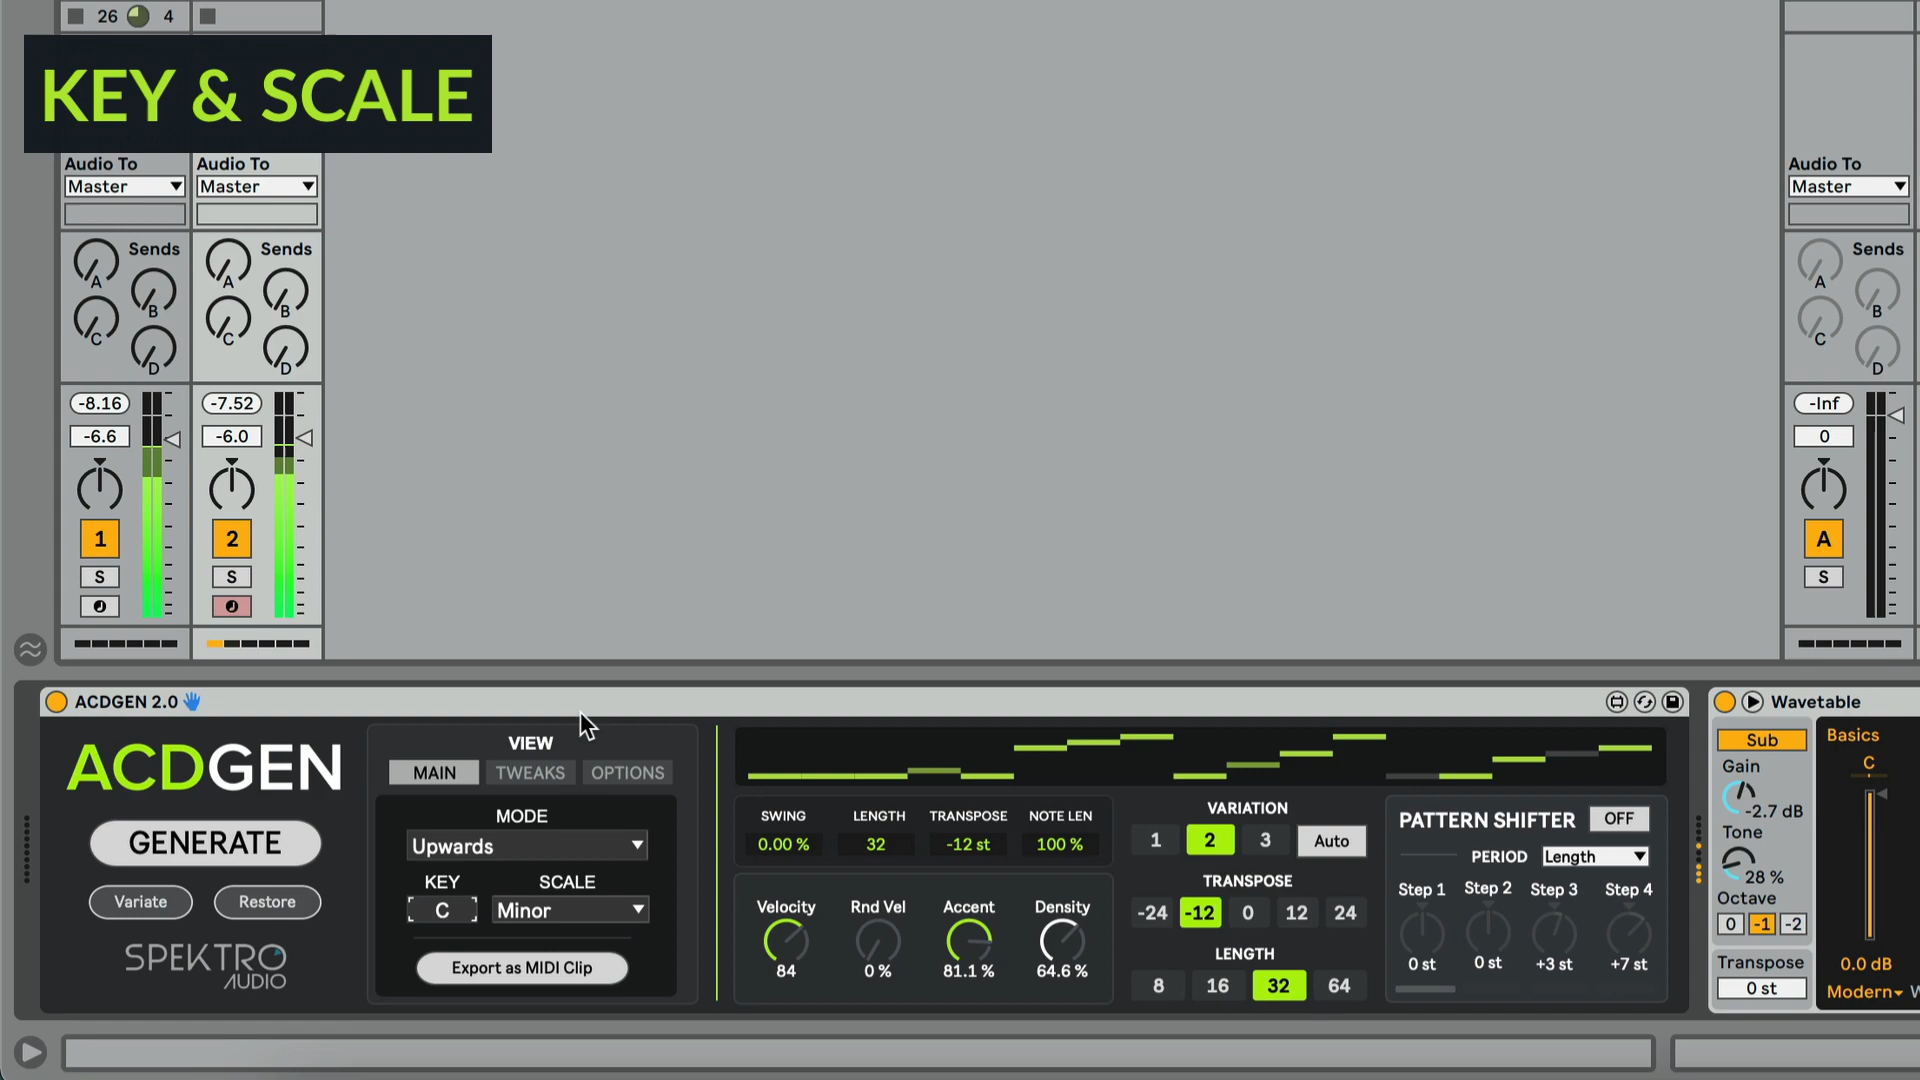 26 4
KEY & SCALE
Audio To Audio To Audio To
Master Master Master
Sends Sends Sends
A A A
B B B
C C C
D D D
-8.16 -7.52 -Inf
-6.6 -6.0 0
1 2 A
S S S
ACDGEN 2.0 Wavetable
ACDGEN
GENERATE
Variate Restore
SPEKTRO
AUDIO
VIEW
MAIN TWEAKS OPTIONS
MODE
Upwards
KEY SCALE
C Minor
Export as MIDI Clip
SWING LENGTH TRANSPOSE NOTE LEN
0.00 % 32 -12 st 100 %
Velocity Rnd Vel Accent Density
84 0 % 81.1 % 64.6 %
VARIATION
1 2 3 Auto
TRANSPOSE
-24 -12 0 12 24
LENGTH
8 16 32 64
PATTERN SHIFTER OFF
PERIOD Length
Step 1 Step 2 Step 3 Step 4
0 st 0 st +3 st +7 st
Sub
Gain
-2.7 dB
Tone
28 %
Octave
0 -1 -2
Transpose
0 st
Basics
C
0.0 dB
Modern